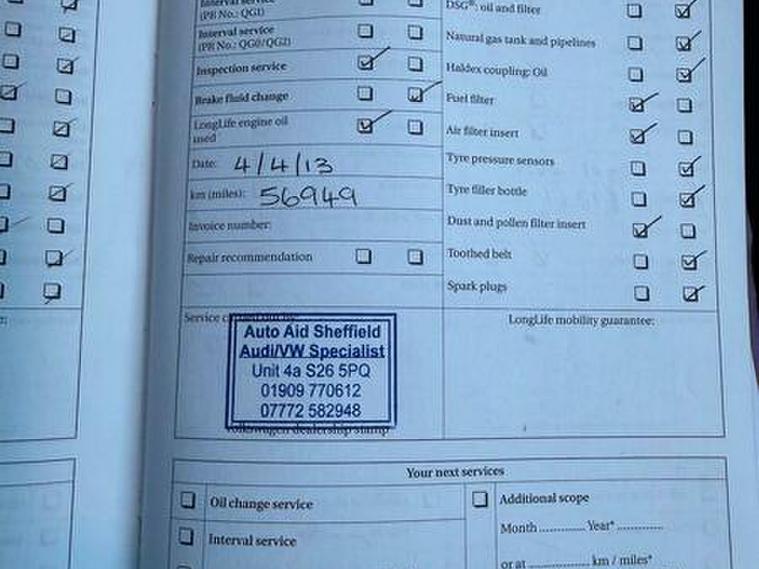 Interval service
(PR No.: QG1)
Interval service
(PR No.: QG0/QG2)
Inspection service
Brake fluid change
LongLife engine oil
used
Date: 4/4/13
km (miles): 56949
Invoice number:
Repair recommendation
DSG®: oil and filter
Natural gas tank and pipelines
Haldex coupling: Oil
Fuel filter
Air filter insert
Tyre pressure sensors
Tyre filler bottle
Dust and pollen filter insert
Toothed belt
Spark plugs
Service
Auto Aid Sheffield
Audi/VW Specialist
Unit 4a S26 5PQ
01909 770612
07772 582948
Volkswagen dealership stamp
LongLife mobility guarantee:
Your next services
Oil change service
Interval service
Additional scope
Month ............ Year* ............
or at ................ km / miles*